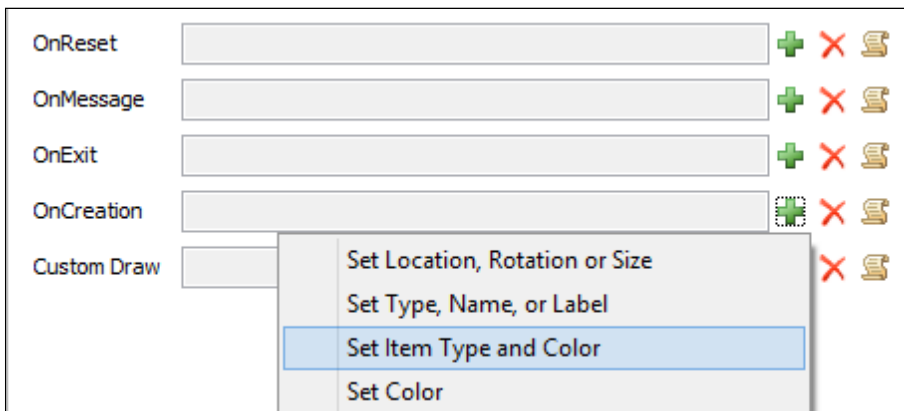 OnReset
OnMessage
OnExit
OnCreation
Custom Draw
Set Location, Rotation or Size
Set Type, Name, or Label
Set Item Type and Color
Set Color